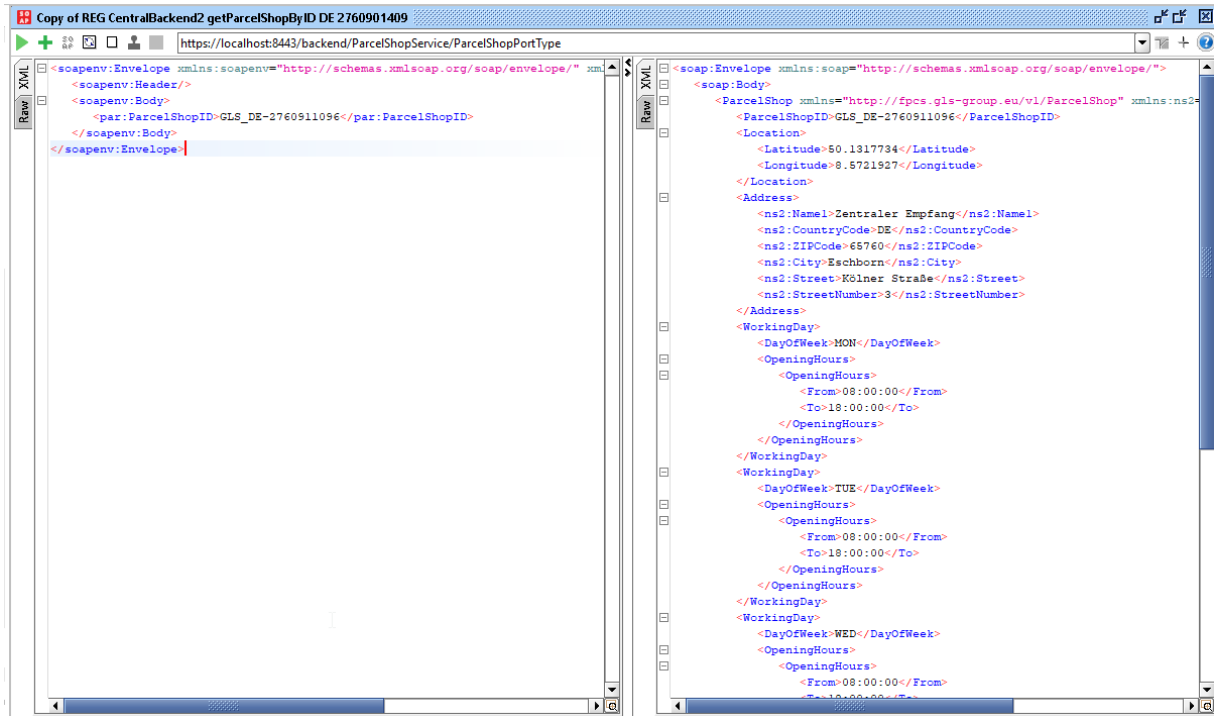 Copy of REG CentralBackend2 getParcelShopByID DE 2760901409
https://localhost:8443/backend/ParcelShopService/ParcelShopPortType
XML
Raw
<soapenv:Envelope xmlns:soapenv="http://schemas.xmlsoap.org/soap/envelope/" xml
<soapenv:Header/>
<soapenv:Body>
<par:ParcelShopID>GLS_DE-2760911096</par:ParcelShopID>
</soapenv:Body>
</soapenv:Envelope>
XML
Raw
<soap:Envelope xmlns:soap="http://schemas.xmlsoap.org/soap/envelope/">
<soap:Body>
<ParcelShop xmlns="http://fpcs.gls-group.eu/v1/ParcelShop" xmlns:ns2=
<ParcelShopID>GLS_DE-2760911096</ParcelShopID>
<Location>
<Latitude>50.1317734</Latitude>
<Longitude>8.5721927</Longitude>
</Location>
<Address>
<ns2:Name1>Zentraler Empfang</ns2:Name1>
<ns2:CountryCode>DE</ns2:CountryCode>
<ns2:ZIPCode>65760</ns2:ZIPCode>
<ns2:City>Eschborn</ns2:City>
<ns2:Street>Kölner Straße</ns2:Street>
<ns2:StreetNumber>3</ns2:StreetNumber>
</Address>
<WorkingDay>
<DayOfWeek>MON</DayOfWeek>
<OpeningHours>
<OpeningHours>
<From>08:00:00</From>
<To>18:00:00</To>
</OpeningHours>
</OpeningHours>
</WorkingDay>
<WorkingDay>
<DayOfWeek>TUE</DayOfWeek>
<OpeningHours>
<OpeningHours>
<From>08:00:00</From>
<To>18:00:00</To>
</OpeningHours>
</OpeningHours>
</WorkingDay>
<WorkingDay>
<DayOfWeek>WED</DayOfWeek>
<OpeningHours>
<OpeningHours>
<From>08:00:00</From>